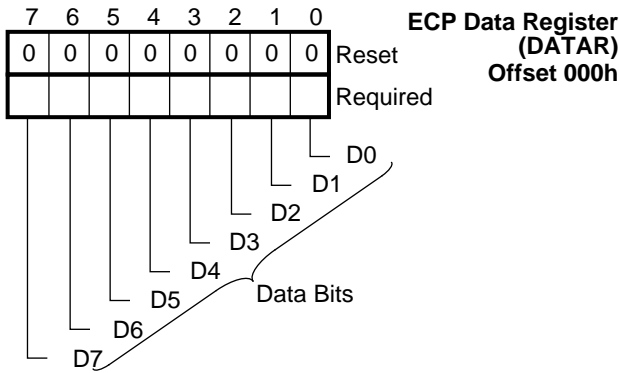 7 6 5 4 3 2 1 0
ECP Data Register
(DATAR)
Offset 000h
0 0 0 0 0 0 0 0 Reset
Required
D0
D1
D2
D3
D4
Data Bits
D5
D6
D7